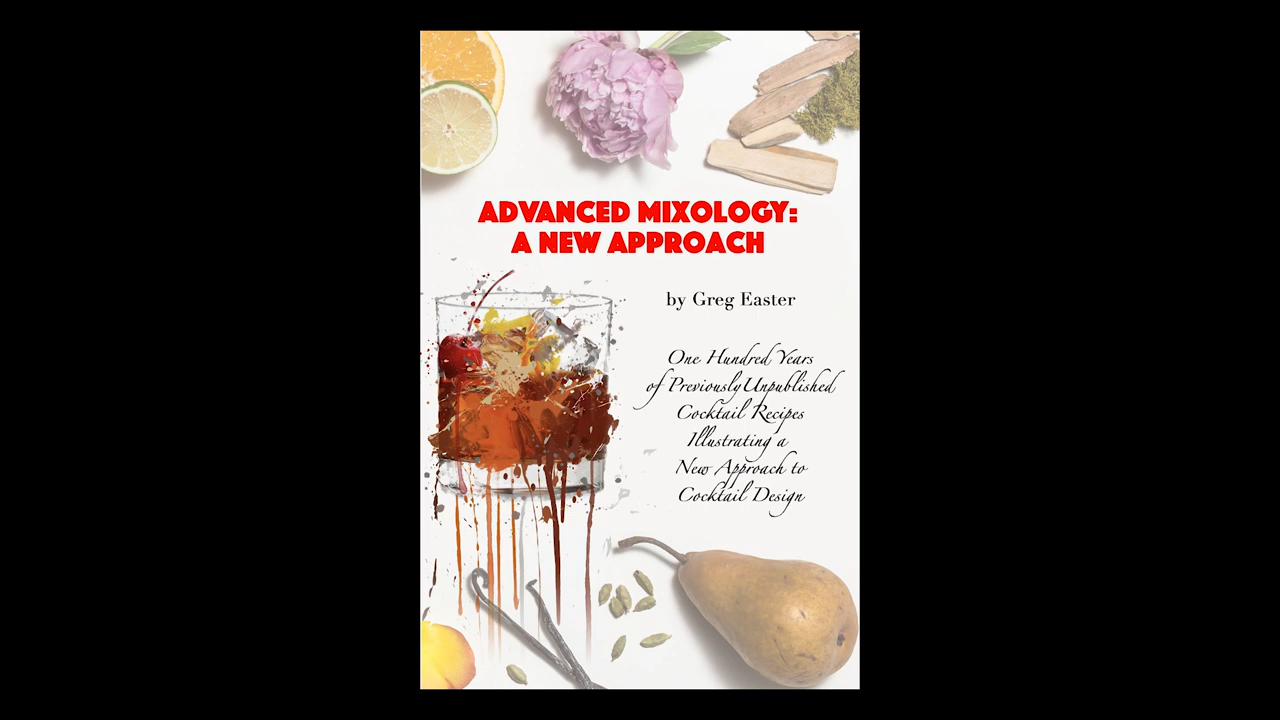 ADVANCED MIXOLOGY:
A NEW APPROACH
by Greg Easter
One Hundred Years
of Previously Unpublished
Cocktail Recipes
Illustrating a
New Approach to
Cocktail Design